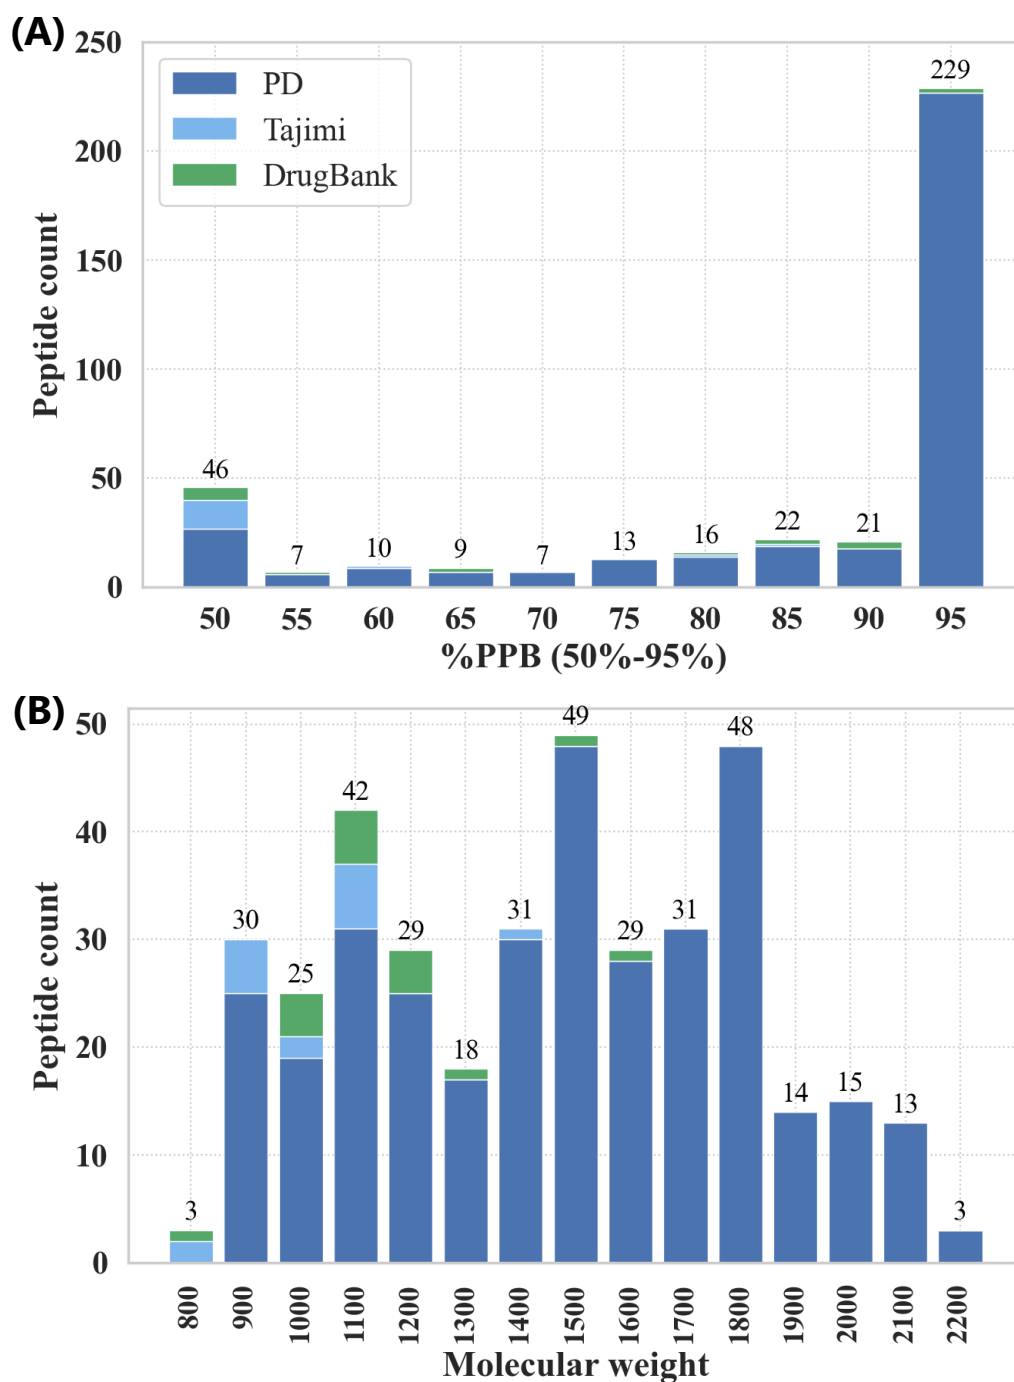 (A)
250
200
150
100
50
0
Peptide count
PD
Tajimi
DrugBank
46 7 10 9 7 13 16 22 21 229
50 55 60 65 70 75 80 85 90 95
%PPB (50%-95%)
(B)
50
40
30
20
10
0
Peptide count
3 30 25 42 29 18 31 49 29 31 48 14 15 13 3
800 900 1000 1100 1200 1300 1400 1500 1600 1700 1800 1900 2000 2100 2200
Molecular weight